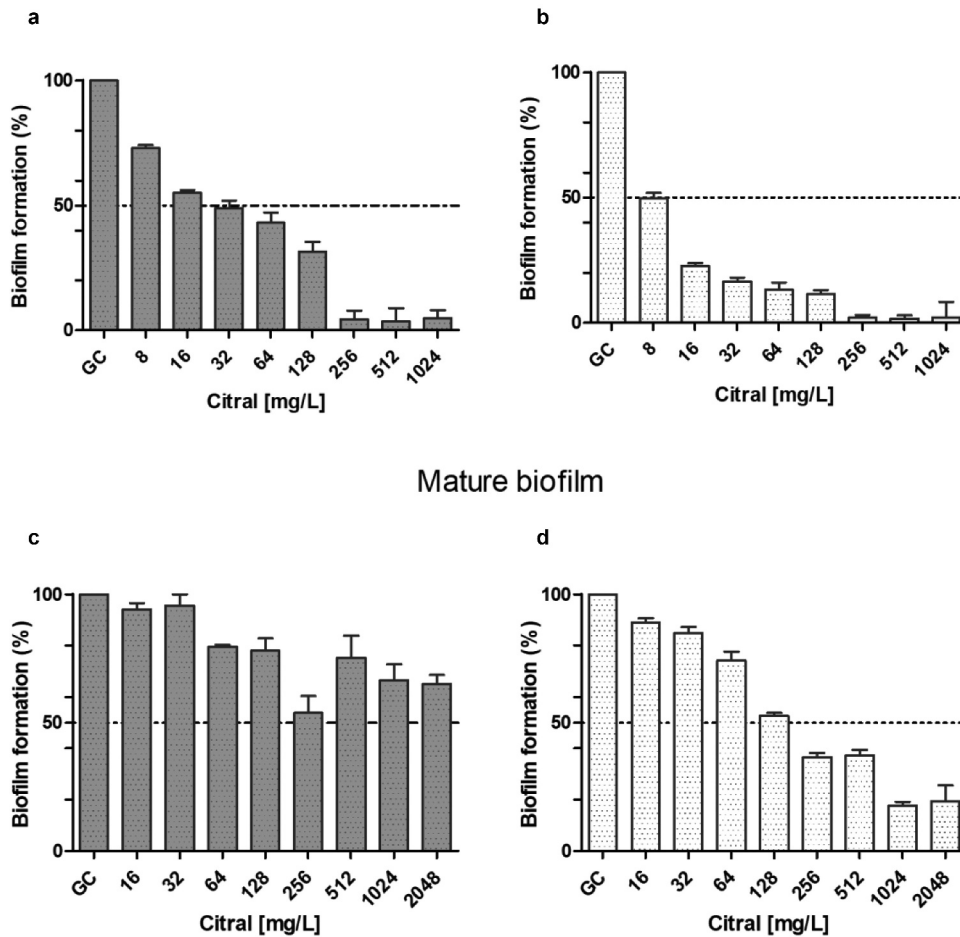 a
b
Biofilm formation (%)
100
50
0
GC 8 16 32 64 128 256 512 1024
Citral [mg/L]
Biofilm formation (%)
100
50
0
GC 8 16 32 64 128 256 512 1024
Citral [mg/L]
Mature biofilm
c
d
Biofilm formation (%)
100
50
0
GC 16 32 64 128 256 512 1024 2048
Citral [mg/L]
Biofilm formation (%)
100
50
0
GC 16 32 64 128 256 512 1024 2048
Citral [mg/L]